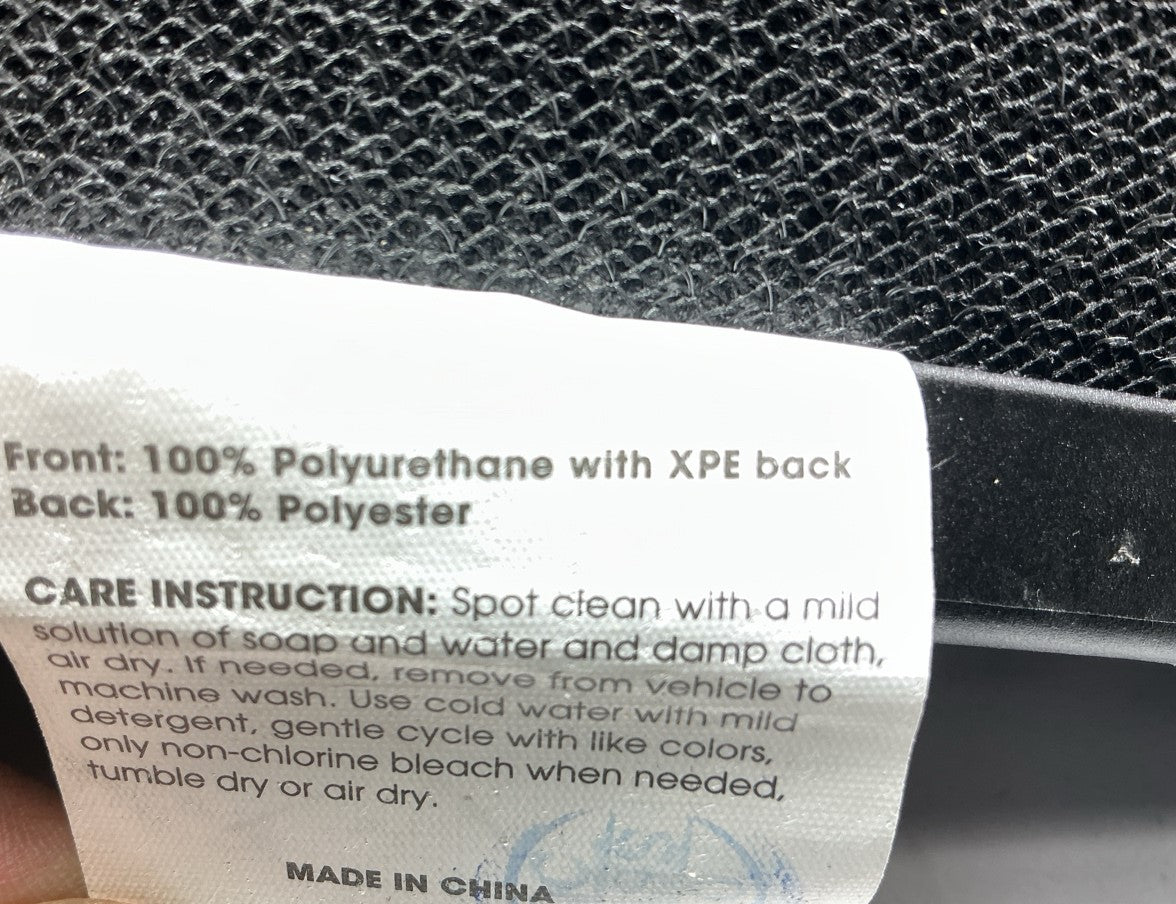 Front: 100% Polyurethane with XPE back
Back: 100% Polyester
CARE INSTRUCTION: Spot clean with a mild
solution of soap and water and damp cloth,
air dry. If needed, remove from vehicle to
machine wash. Use cold water with mild
detergent, gentle cycle with like colors,
only non-chlorine bleach when needed,
tumble dry or air dry.
MADE IN CHINA